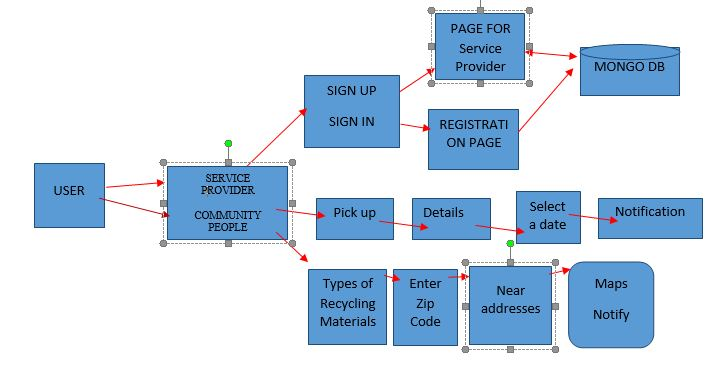 PAGE FOR
Service
Provider
MONGO DB
SIGN UP
SIGN IN
REGISTRATI
ON PAGE
USER
SERVICE
PROVIDER
COMMUNITY
PEOPLE
Pick up
Details
Select
a date
Notification
Types of
Recycling
Materials
Enter
Zip
Code
Near
addresses
Maps
Notify